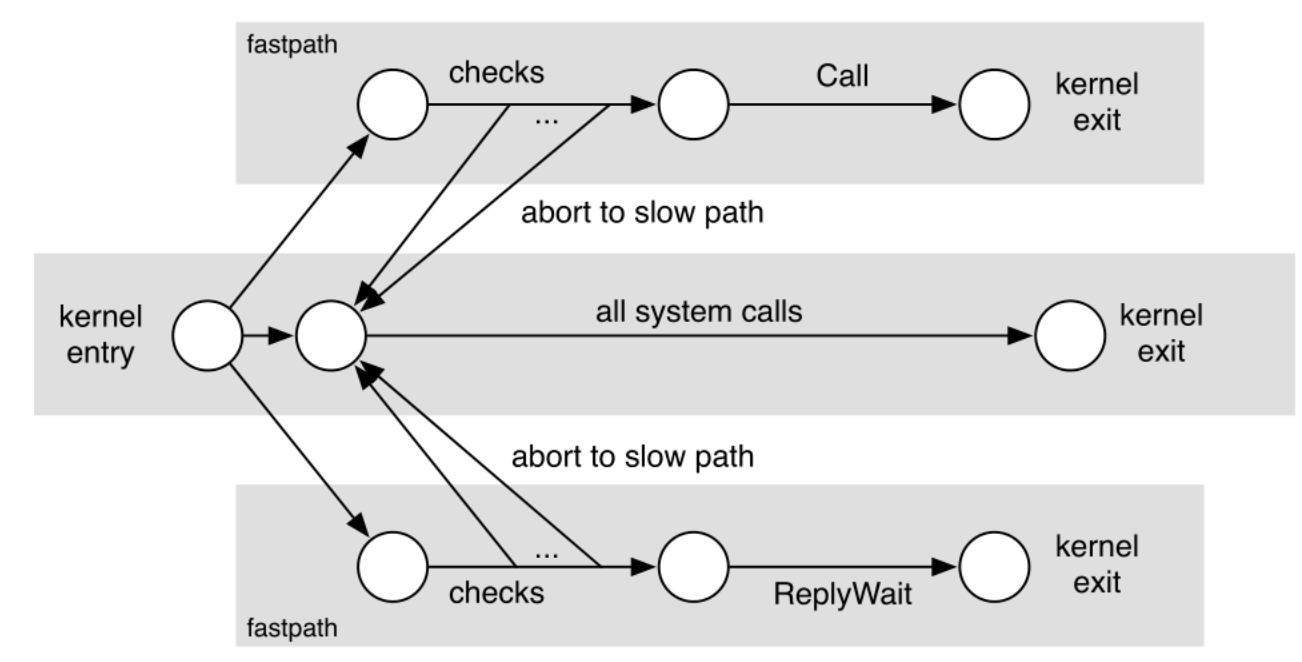 fastpath
checks
Call
kernel
exit
...
abort to slow path
kernel
entry
all system calls
kernel
exit
abort to slow path
...
checks
ReplyWait
kernel
exit
fastpath